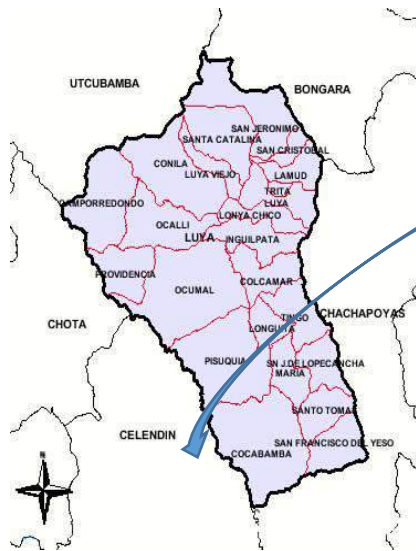 UTCUBAMBA
BONGARA
SAN JERONIMO
SANTA CATALINA
SAN CRISTOBAL
CONILA
LUYA VIEJO
LAMUD
TRITA
LUYA
CAMPORREDONDO
LONYA CHICO
OCALLI
LUYA
INGUILPATA
PROVIDENCIA
COLCAMAR
OCUMAL
TINGO
CHACHAPOYAS
CHOTA
LONGUITA
PISUQUIA
SN J.DE LOPECANCHA
MARIA
SANTO TOMAS
CELENDIN
SAN FRANCISCO DEL YESO
COCABAMBA
N